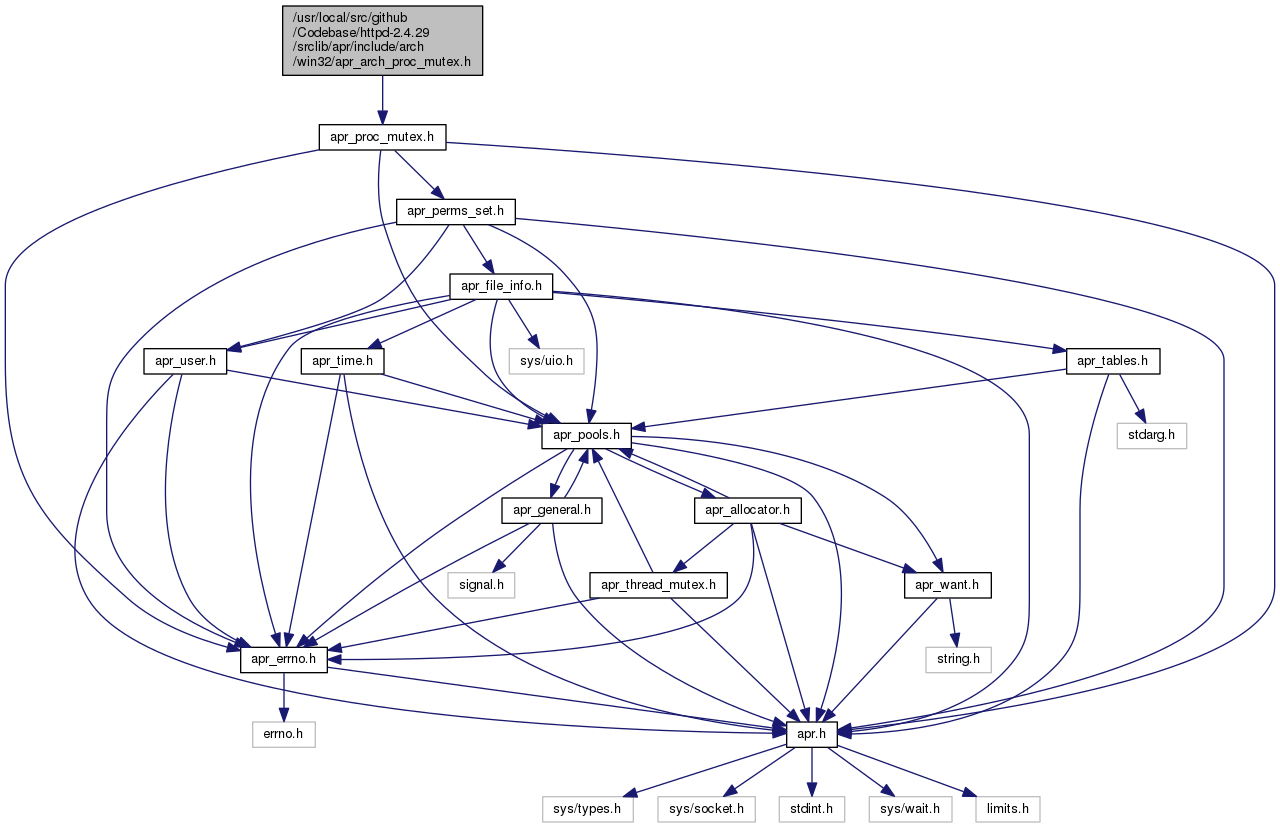 /usr/local/src/github
/Codebase/httpd-2.4.29
/srclib/apr/include/arch
/win32/apr_arch_proc_mutex.h
apr_proc_mutex.h
apr_perms_set.h
apr_file_info.h
apr_user.h
apr_time.h
sys/uio.h
apr_tables.h
apr_pools.h
stdarg.h
apr_general.h
apr_allocator.h
signal.h
apr_thread_mutex.h
apr_want.h
apr_errno.h
string.h
errno.h
apr.h
sys/types.h
sys/socket.h
stdint.h
sys/wait.h
limits.h